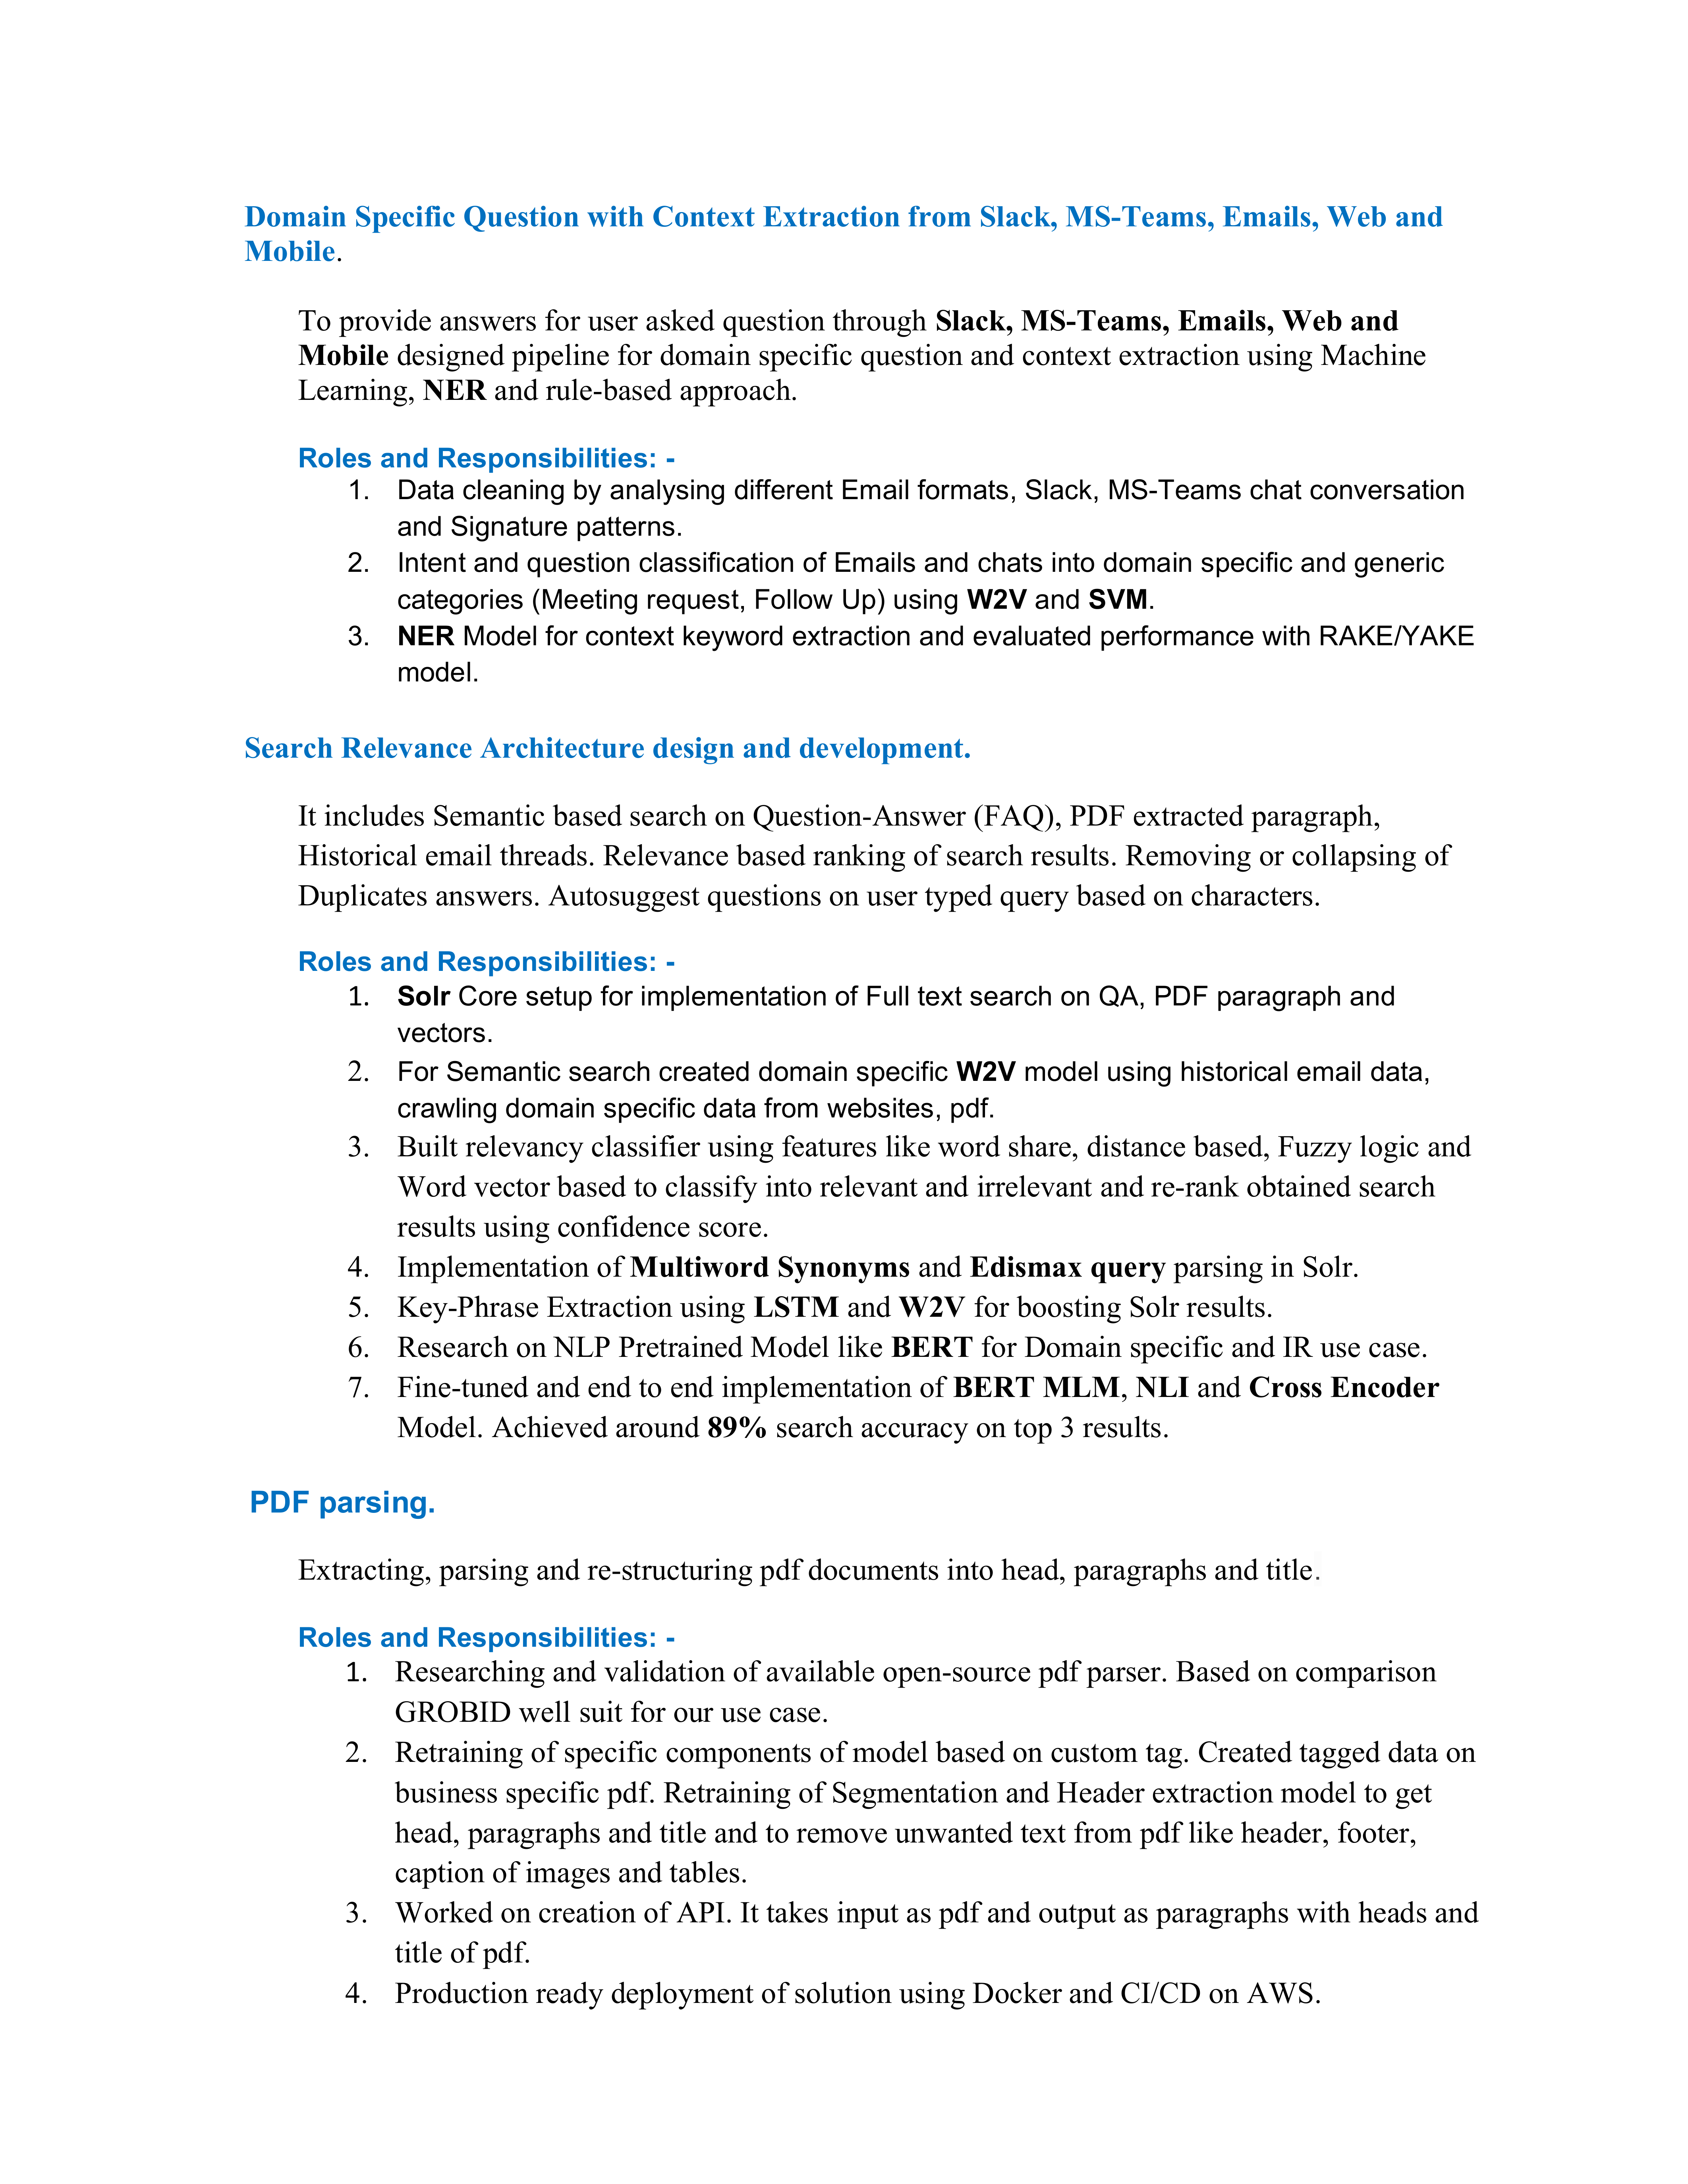 Domain Specific Question with Context Extraction from Slack, MS-Teams, Emails, Web and
Mobile.
To provide answers for user asked question through Slack, MS-Teams, Emails, Web and
Mobile designed pipeline for domain specific question and context extraction using Machine
Learning, NER and rule-based approach.
Roles and Responsibilities: -
1. Data cleaning by analysing different Email formats, Slack, MS-Teams chat conversation
and Signature patterns.
2. Intent and question classification of Emails and chats into domain specific and generic
categories (Meeting request, Follow Up) using W2V and SVM.
3. NER Model for context keyword extraction and evaluated performance with RAKE/YAKE
model.
Search Relevance Architecture design and development.
It includes Semantic based search on Question-Answer (FAQ), PDF extracted paragraph,
Historical email threads. Relevance based ranking of search results. Removing or collapsing of
Duplicates answers. Autosuggest questions on user typed query based on characters.
Roles and Responsibilities: -
1. Solr Core setup for implementation of Full text search on QA, PDF paragraph and
vectors.
2. For Semantic search created domain specific W2V model using historical email data,
crawling domain specific data from websites, pdf.
3. Built relevancy classifier using features like word share, distance based, Fuzzy logic and
Word vector based to classify into relevant and irrelevant and re-rank obtained search
results using confidence score.
4. Implementation of Multiword Synonyms and Edismax query parsing in Solr.
5. Key-Phrase Extraction using LSTM and W2V for boosting Solr results.
6. Research on NLP Pretrained Model like BERT for Domain specific and IR use case.
7. Fine-tuned and end to end implementation of BERT MLM, NLI and Cross Encoder
Model. Achieved around 89% search accuracy on top 3 results.
PDF parsing.
Extracting, parsing and re-structuring pdf documents into head, paragraphs and title.
Roles and Responsibilities: -
1. Researching and validation of available open-source pdf parser. Based on comparison
GROBID well suit for our use case.
2. Retraining of specific components of model based on custom tag. Created tagged data on
business specific pdf. Retraining of Segmentation and Header extraction model to get
head, paragraphs and title and to remove unwanted text from pdf like header, footer,
caption of images and tables.
3. Worked on creation of API. It takes input as pdf and output as paragraphs with heads and
title of pdf.
4. Production ready deployment of solution using Docker and CI/CD on AWS.